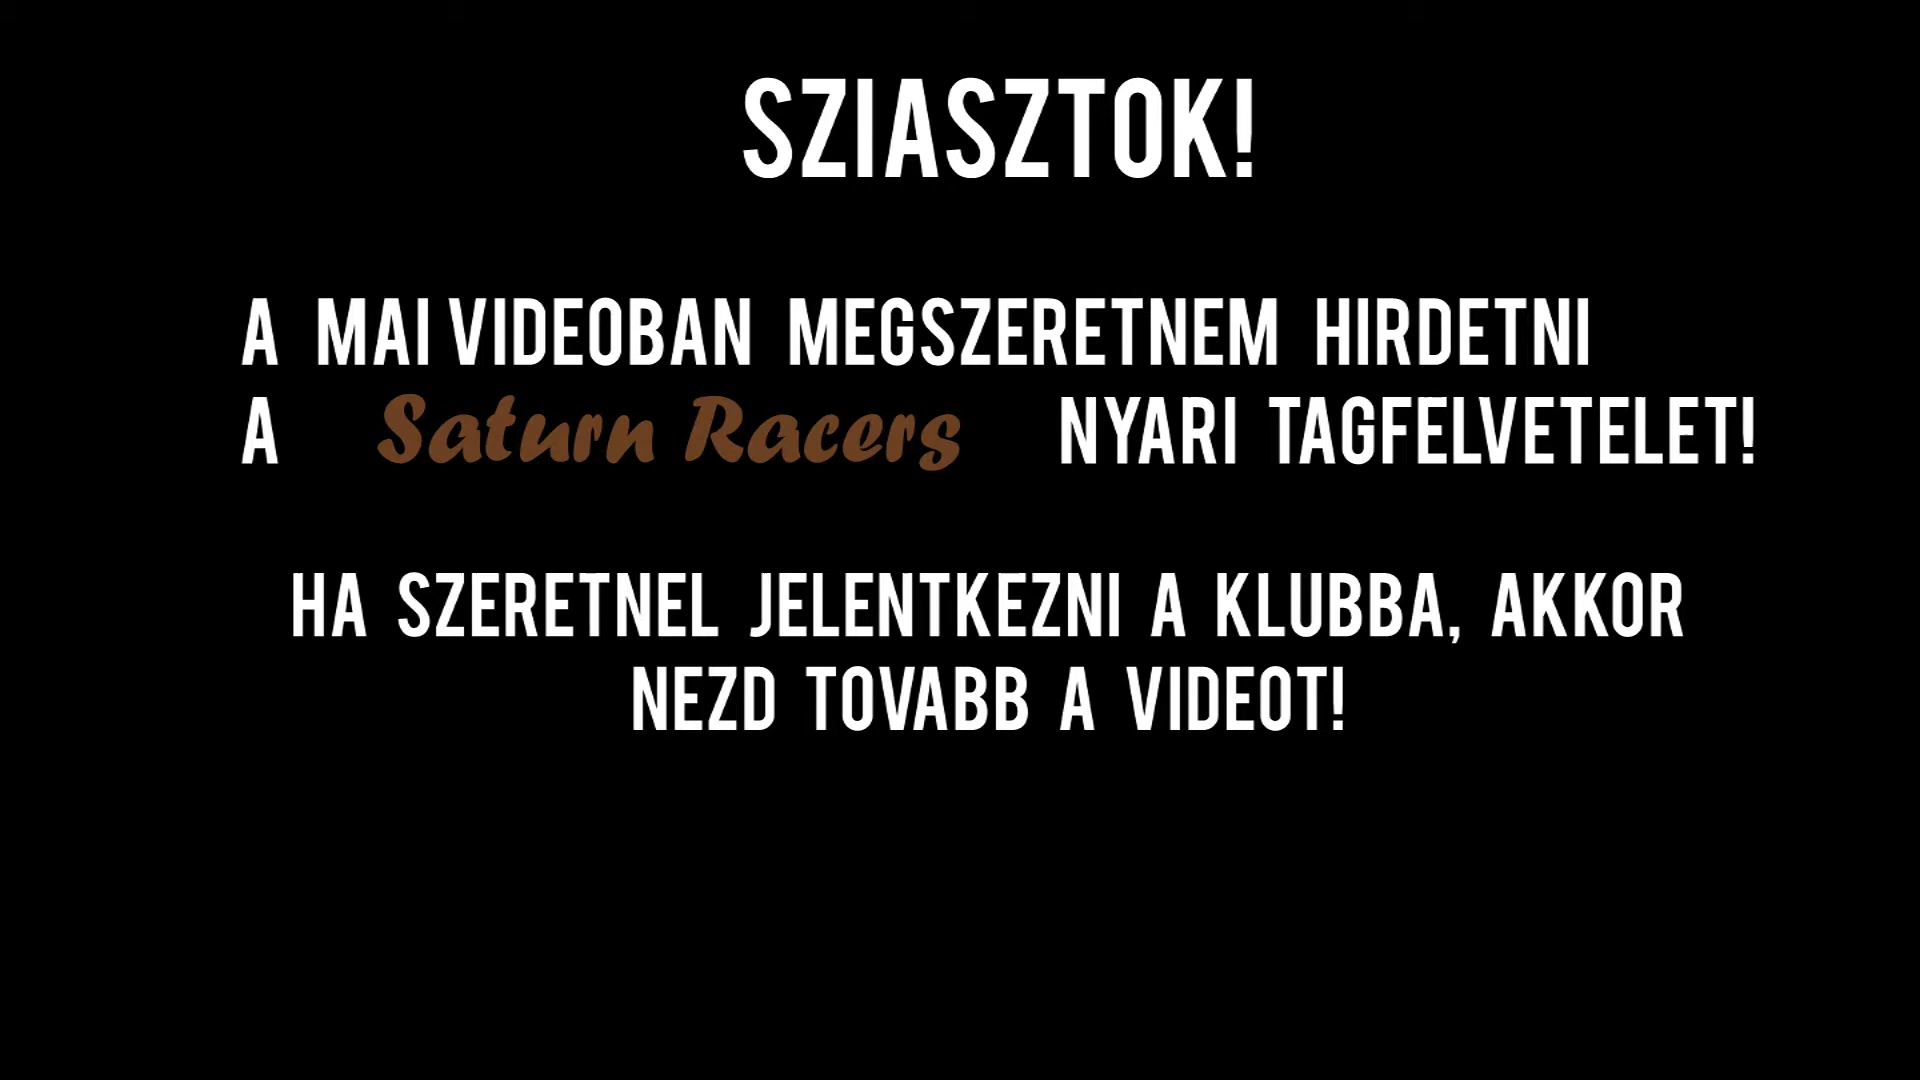 SZIASZTOK!
A MAI VIDEOBAN MEGSZERETNEM HIRDETNI
A Saturn Racers NYARI TAGFELVETELET!
HA SZERETNEL JELENTKEZNI A KLUBBA, AKKOR
NEZD TOVABB A VIDEOT!